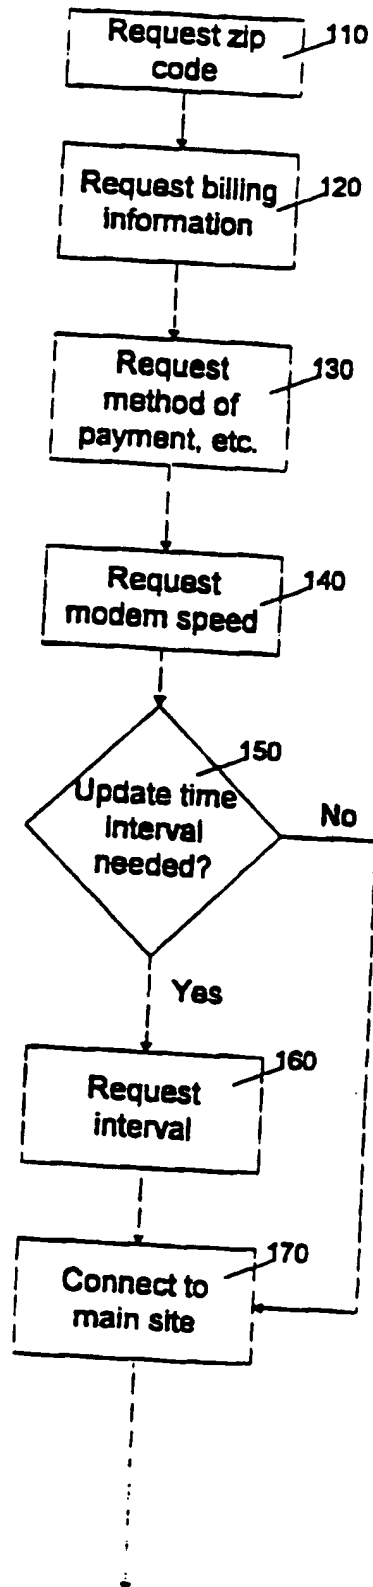 Request zip 110
code
Request billing 120
information
Request 130
method of
payment, etc.
Request 140
modem speed
150
Update time
interval
needed?
No
Yes
Request 160
interval
Connect to 170
main site